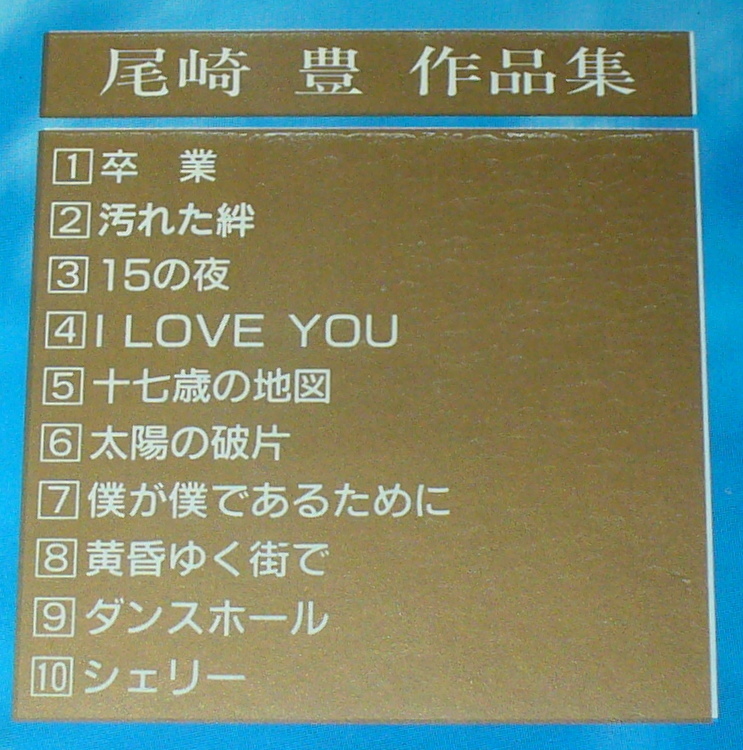 尾崎 豊 作品集
1 卒 業
2 汚れた絆
3 15の夜
4 I LOVE YOU
5 十七歳の地図
6 太陽の破片
7 僕が僕であるために
8 黄昏ゆく街で
9 ダンスホール
10 シェリー